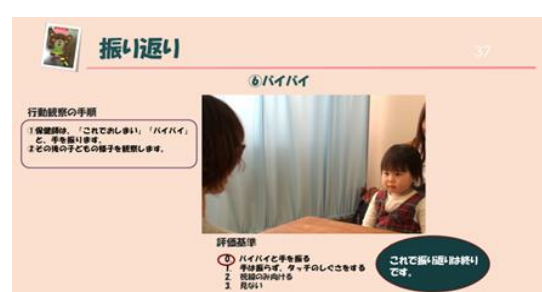 振り返り
37
⑥バイバイ
行動観察の手順
1 保健師は、「これでおしまい」「バイバイ」
と、手を振ります。
2 その後の子どもの様子を観察します。
評価基準
0 バイバイと手を振る
1. 手は振らず、タッチのしぐさをする
2. 視線のみ向ける
3. 見ない
これで振り返りは終り
です。